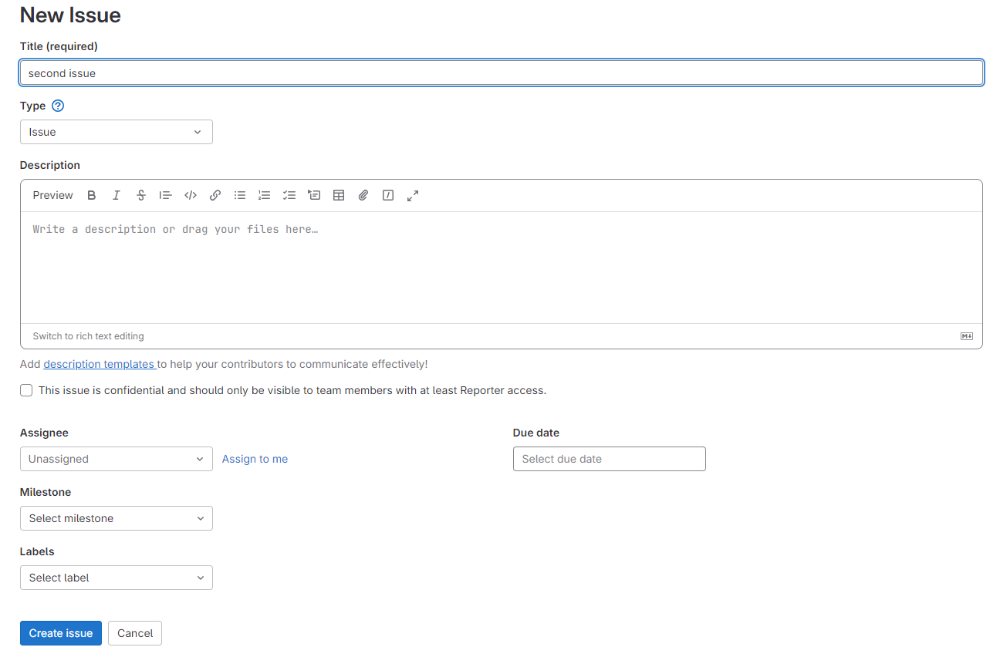 New Issue
Title (required)
second issue
Type
Issue
Description
Preview
Write a description or drag your files here…
Switch to rich text editing
Add description templates to help your contributors to communicate effectively!
This issue is confidential and should only be visible to team members with at least Reporter access.
Assignee Due date
Unassigned Assign to me Select due date
Milestone
Select milestone
Labels
Select label
Create issue Cancel